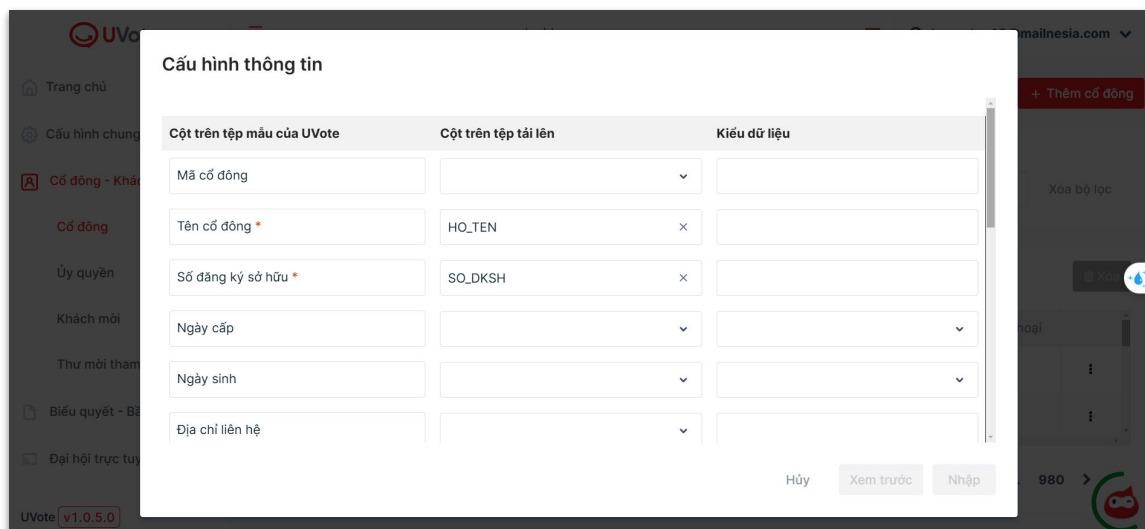 UVo
mailnesia.com
Cấu hình thông tin
Trang chủ
+ Thêm cổ đông
Cấu hình chung
Cột trên tệp mẫu của UVote Cột trên tệp tải lên Kiểu dữ liệu
Mã cổ đông
Cổ đông - Khác
Xóa bộ lọc
Tên cổ đông * HO_TEN
Cổ đông
Số đăng ký sở hữu * SO_DKSH
Ủy quyền
Xóa
Khách mời
Ngày cấp
hoại
Thư mời tham
Ngày sinh
Biểu quyết - Bầ
Địa chỉ liên hệ
Đại hội trực tuy
Hủy Xem trước Nhập
980
UVote v1.0.5.0